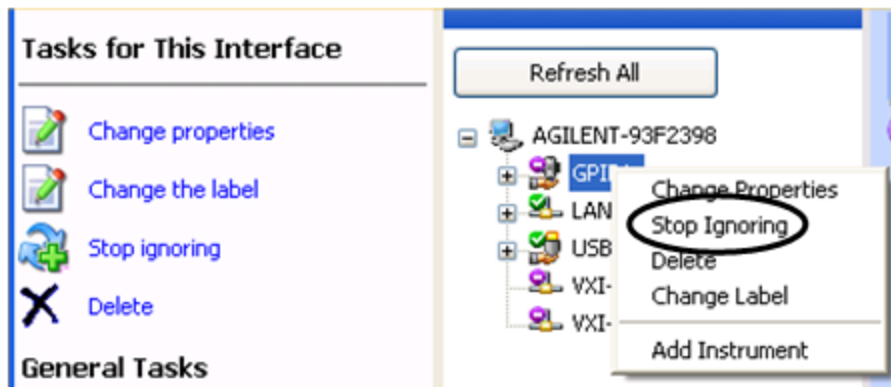 Tasks for This Interface
Change properties
Change the label
Stop ignoring
Delete
General Tasks
Refresh All
AGILENT-93F2398
LAN
USB
VXI-
VXI-
Change Properties
Stop Ignoring
Delete
Change Label
Add Instrument